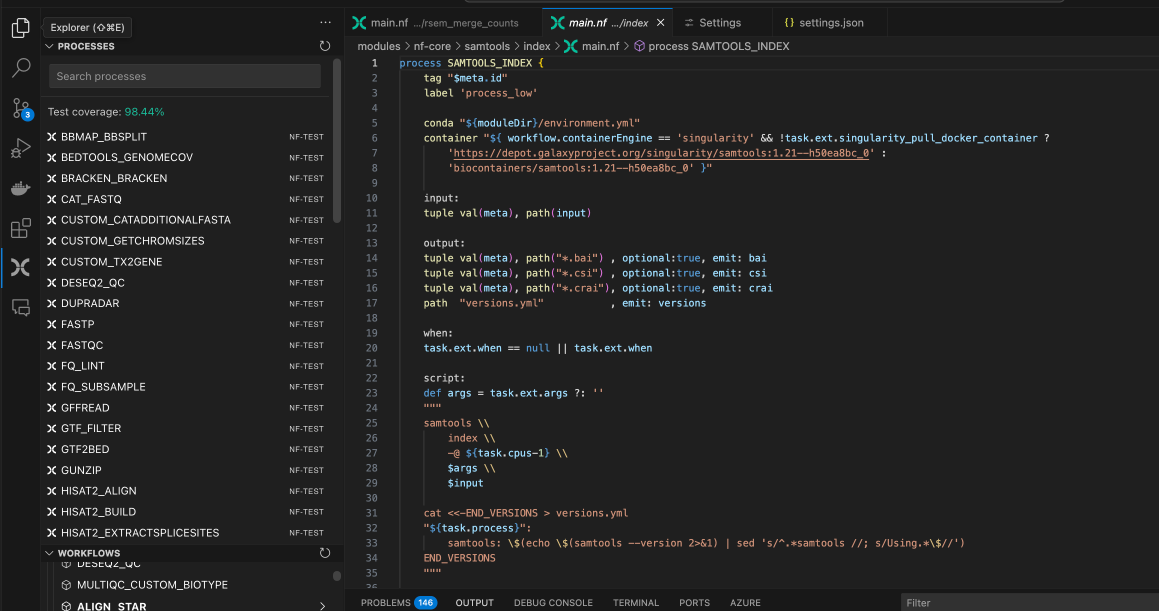 Explorer (⇧⌘E)
PROCESSES
Search processes
Test coverage: 98.44%
BBMAP_BBSPLIT NF-TEST
BEDTOOLS_GENOMECOV NF-TEST
BRACKEN_BRACKEN NF-TEST
CAT_FASTQ NF-TEST
CUSTOM_CATADDITIONALFASTA NF-TEST
CUSTOM_GETCHROMSIZES NF-TEST
CUSTOM_TX2GENE NF-TEST
DESEQ2_QC NF-TEST
DUPRADAR NF-TEST
FASTP NF-TEST
FASTQC NF-TEST
FQ_LINT NF-TEST
FQ_SUBSAMPLE NF-TEST
GFFREAD NF-TEST
GTF_FILTER NF-TEST
GTF2BED NF-TEST
GUNZIP NF-TEST
HISAT2_ALIGN NF-TEST
HISAT2_BUILD NF-TEST
HISAT2_EXTRACTSPLICESITES NF-TEST
WORKFLOWS
DESEQ2_QC
MULTIQC_CUSTOM_BIOTYPE
ALIGN_STAR
3
main.nf .../rsem_merge_counts
main.nf .../index
Settings
{} settings.json
modules > nf-core > samtools > index > main.nf > process SAMTOOLS_INDEX
1 process SAMTOOLS_INDEX {
2 tag "$meta.id"
3 label 'process_low'
4
5 conda "${moduleDir}/environment.yml"
6 container "${ workflow.containerEngine == 'singularity' && !task.ext.singularity_pull_docker_container ?
7 'https://depot.galaxyproject.org/singularity/samtools:1.21--h50ea8bc_0' :
8 'biocontainers/samtools:1.21--h50ea8bc_0' }"
9
10 input:
11 tuple val(meta), path(input)
12
13 output:
14 tuple val(meta), path("*.bai") , optional:true, emit: bai
15 tuple val(meta), path("*.csi") , optional:true, emit: csi
16 tuple val(meta), path("*.crai"), optional:true, emit: crai
17 path "versions.yml" , emit: versions
18
19 when:
20 task.ext.when == null || task.ext.when
21
22 script:
23 def args = task.ext.args ?: ''
24 """
25 samtools \\
26 index \\
27 -@ ${task.cpus-1} \\
28 $args \\
29 $input
30
31 cat <<-END_VERSIONS > versions.yml
32 "${task.process}":
33 samtools: \$(echo \$(samtools --version 2>&1) | sed 's/^.*samtools //; s/Using.*\$//')
34 END_VERSIONS
35 """
36
PROBLEMS 146 OUTPUT DEBUG CONSOLE TERMINAL PORTS AZURE Filter